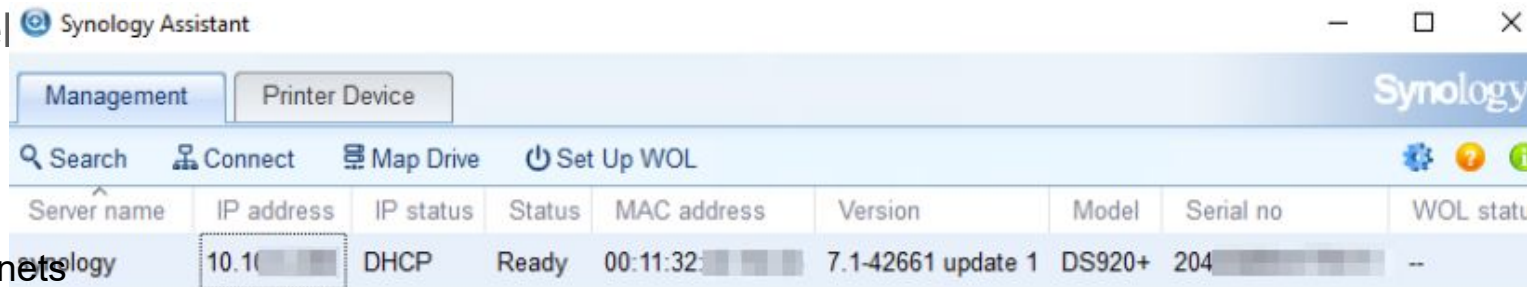 Synology Assistant
Management Printer Device Synology
Search Connect Map Drive Set Up WOL
Server name IP address IP status Status MAC address Version Model Serial no WOL statu
synology 10.1 DHCP Ready 00:11:32: 7.1-42661 update 1 DS920+ 204 --
nets